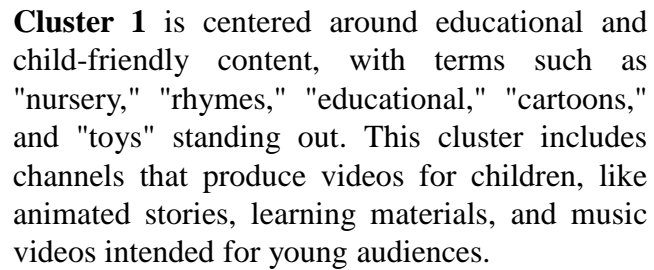 Cluster 1 is centered around educational and
child-friendly content, with terms such as
"nursery," "rhymes," "educational," "cartoons,"
and "toys" standing out. This cluster includes
channels that produce videos for children, like
animated stories, learning materials, and music
videos intended for young audiences.